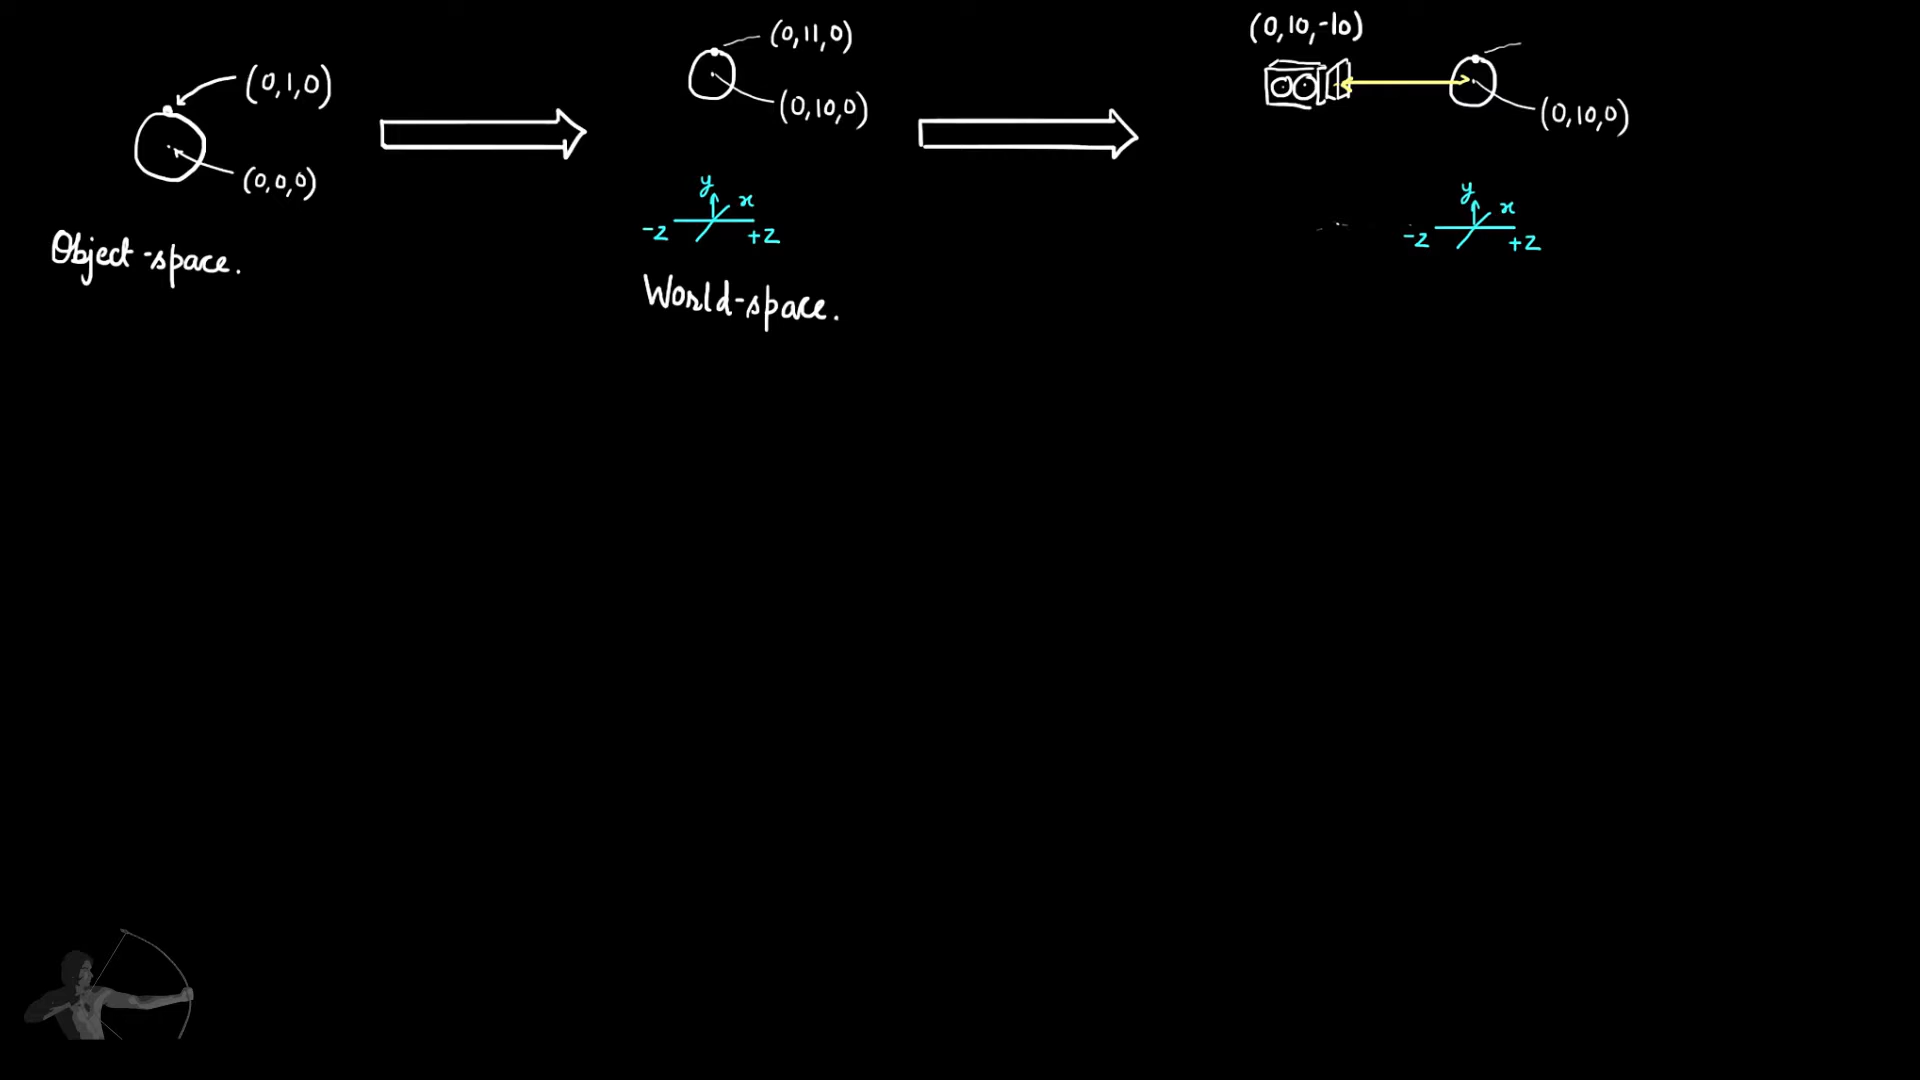 (0,1,0)
(0,0,0)
Object-space.
(0,11,0)
(0,10,0)
y
x
-z
+z
World-space.
(0,10,-10)
(0,10,0)
y
x
-z
+z